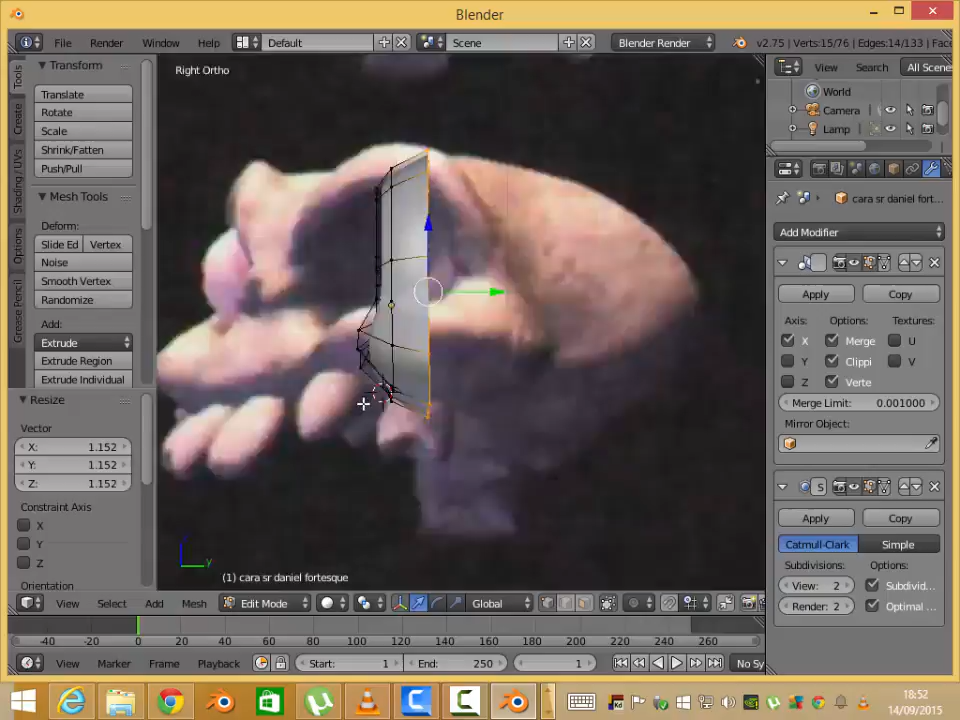 Blender
File Render Window Help Default Scene Blender Render v2.75 | Verts:15/76 | Edges:14/133 | Fac
Tools
Create
Shading / UVs
Options
Grease Pencil
Transform
Translate
Rotate
Scale
Shrink/Fatten
Push/Pull
Mesh Tools
Deform:
Slide Ed Vertex
Noise
Smooth Vertex
Randomize
Add:
Extrude
Extrude Region
Extrude Individual
Resize
Vector
X: 1.152
Y: 1.152
Z: 1.152
Constraint Axis
X
Y
Z
Orientation
Right Ortho
y
(1) cara sr daniel fortesque
View Select Add Mesh Edit Mode Global
-40 -20 0 20 40 60 80 100 120 140 160 180 200 220 240 260
View Marker Frame Playback Start: 1 End: 250 1 No Sy
View Search All Scene
World
Camera
Lamp
cara sr daniel fort...
Add Modifier
Apply Copy
Axis: Options: Textures:
X Merge U
Y Clippi V
Z Verte
Merge Limit: 0.001000
Mirror Object:
S
Apply Copy
Catmull-Clark Simple
Subdivisions: Options:
View: 2 Subdivid...
Render: 2 Optimal ...
18:52
14/09/2015